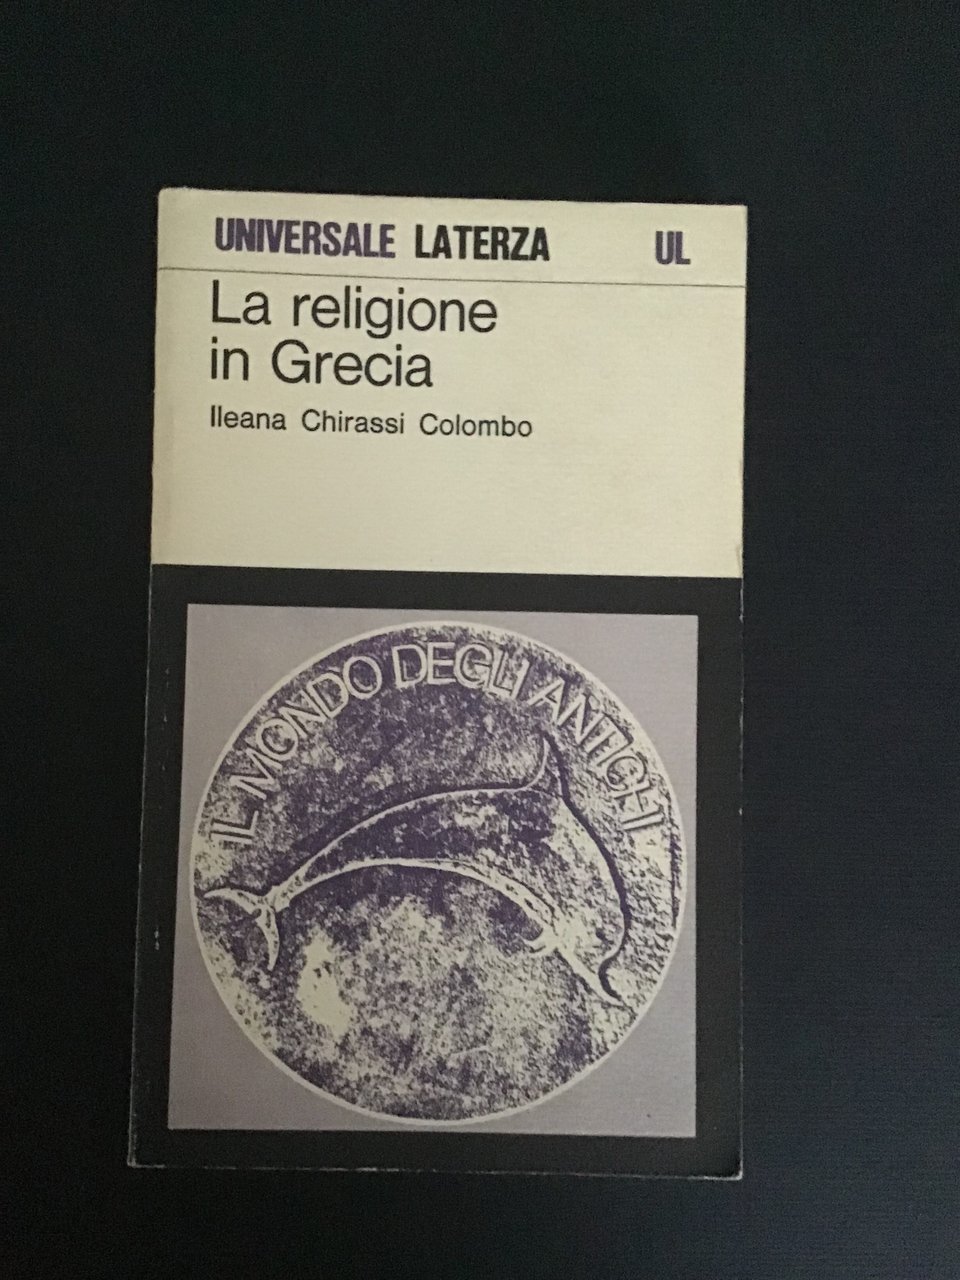 UNIVERSALE LATERZA UL
La religione
in Grecia
Ileana Chirassi Colombo
IL MONDO DEGLI ANTICHI